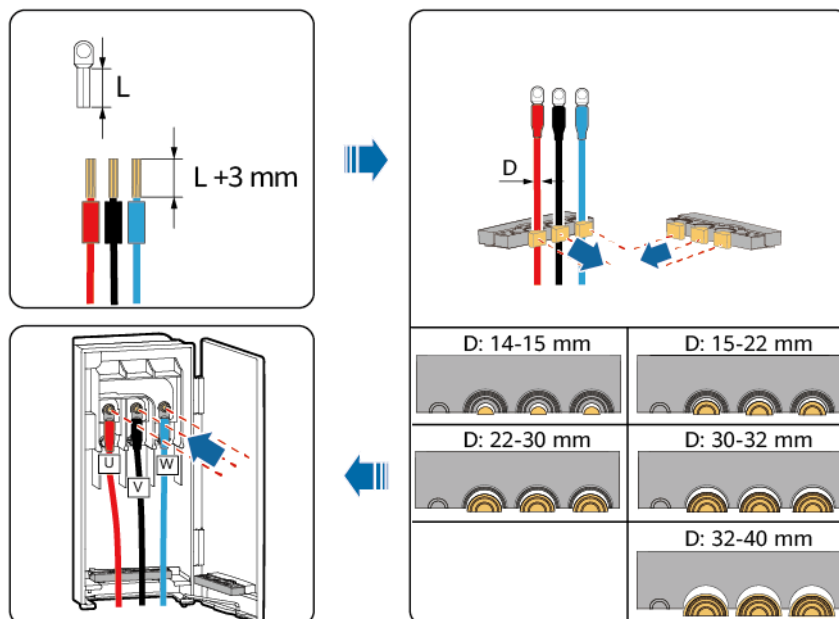 L
L +3 mm
D
D: 14-15 mm
D: 15-22 mm
D: 22-30 mm
D: 30-32 mm
D: 32-40 mm
U
V
W